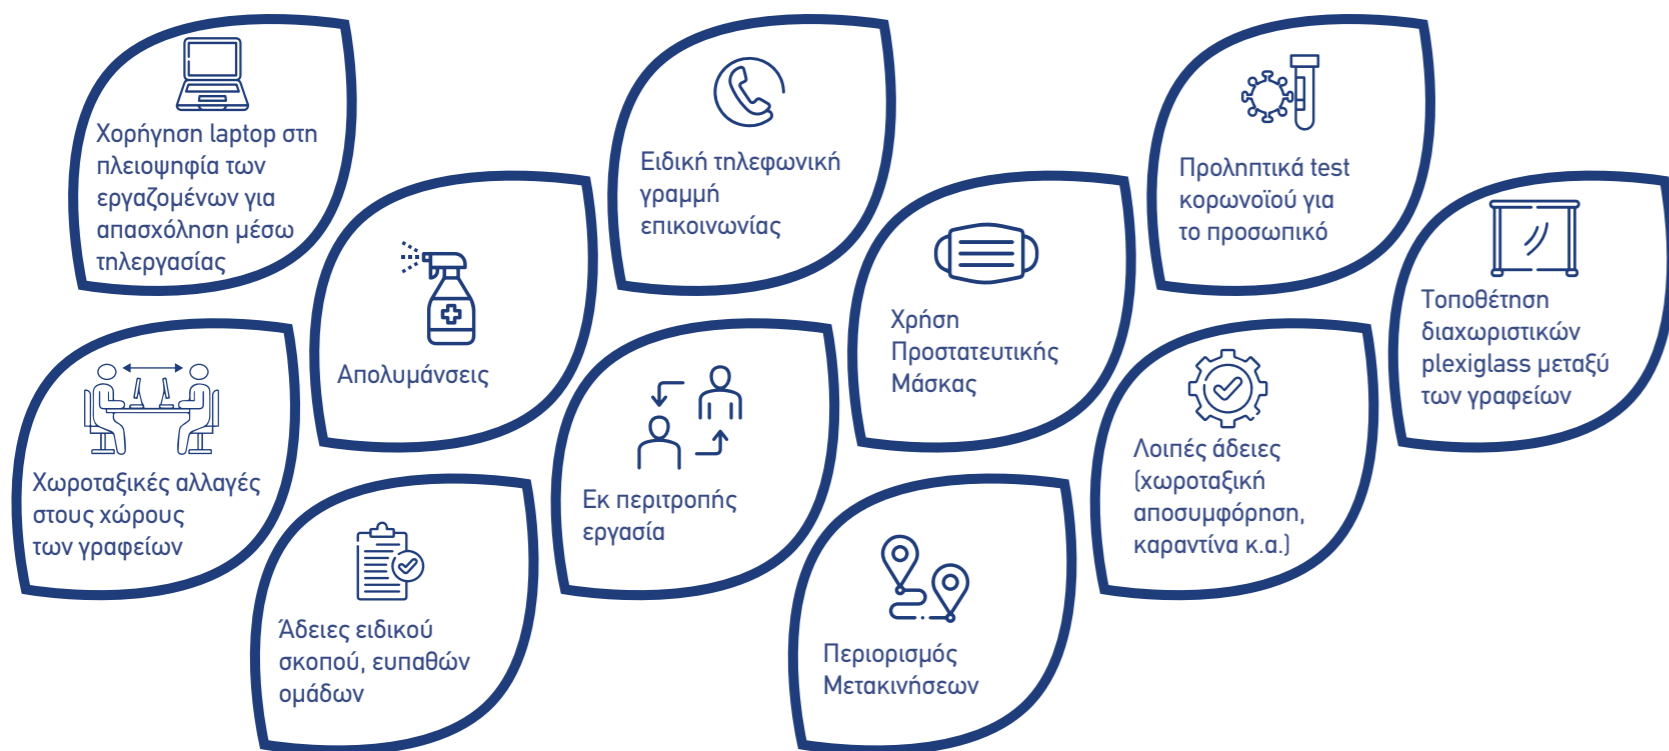 Χορήγηση laptop στη
πλειοψηφία των
εργαζομένων για
απασχόληση μέσω
τηλεργασίας
Ειδική τηλεφωνική
γραμμή
επικοινωνίας
Προληπτικά test
κορωνοϊού για
το προσωπικό
Απολυμάνσεις
Χρήση
Προστατευτικής
Μάσκας
Τοποθέτηση
διαχωριστικών
plexiglass μεταξύ
των γραφείων
Χωροταξικές αλλαγές
στους χώρους
των γραφείων
Εκ περιτροπής
εργασία
Λοιπές άδειες
(χωροταξική
αποσυμφόρηση,
καραντίνα κ.α.)
Άδειες ειδικού
σκοπού, ευπαθών
ομάδων
Περιορισμός
Μετακινήσεων